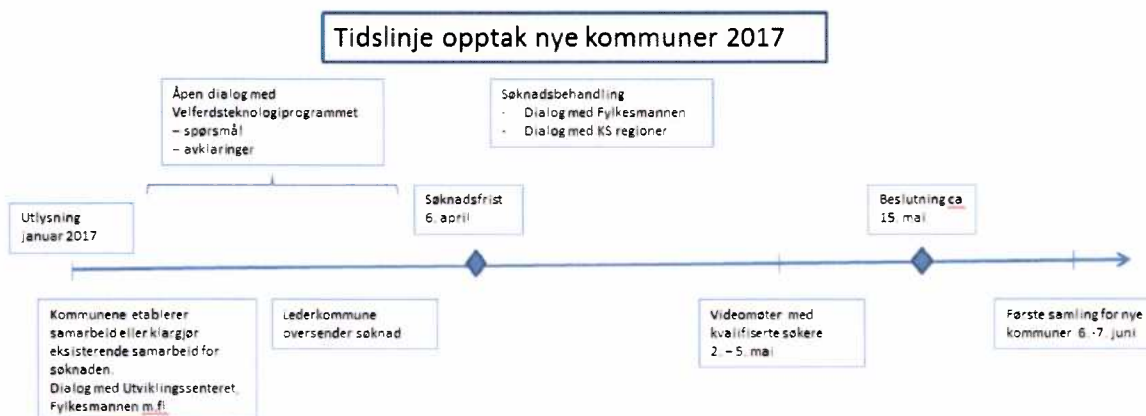 Tidslinje opptak nye kommuner 2017
Åpen dialog med
Velferdsteknologiprogrammet
– spørsmål
– avklaringer
Søknadsbehandling
- Dialog med Fylkesmannen
- Dialog med KS regioner
Utlysning
januar 2017
Søknadsfrist
6. april
Beslutning ca
15. mai
Kommunene etablerer
samarbeid eller klargjør
eksisterende samarbeid for
søknaden.
Dialog med Utviklingssenteret,
Fylkesmannen m.fl
Lederkommune
oversender søknad
Videomøter med
kvalifiserte søkere
2. – 5. mai
Første samling for nye
kommuner 6.-7. juni